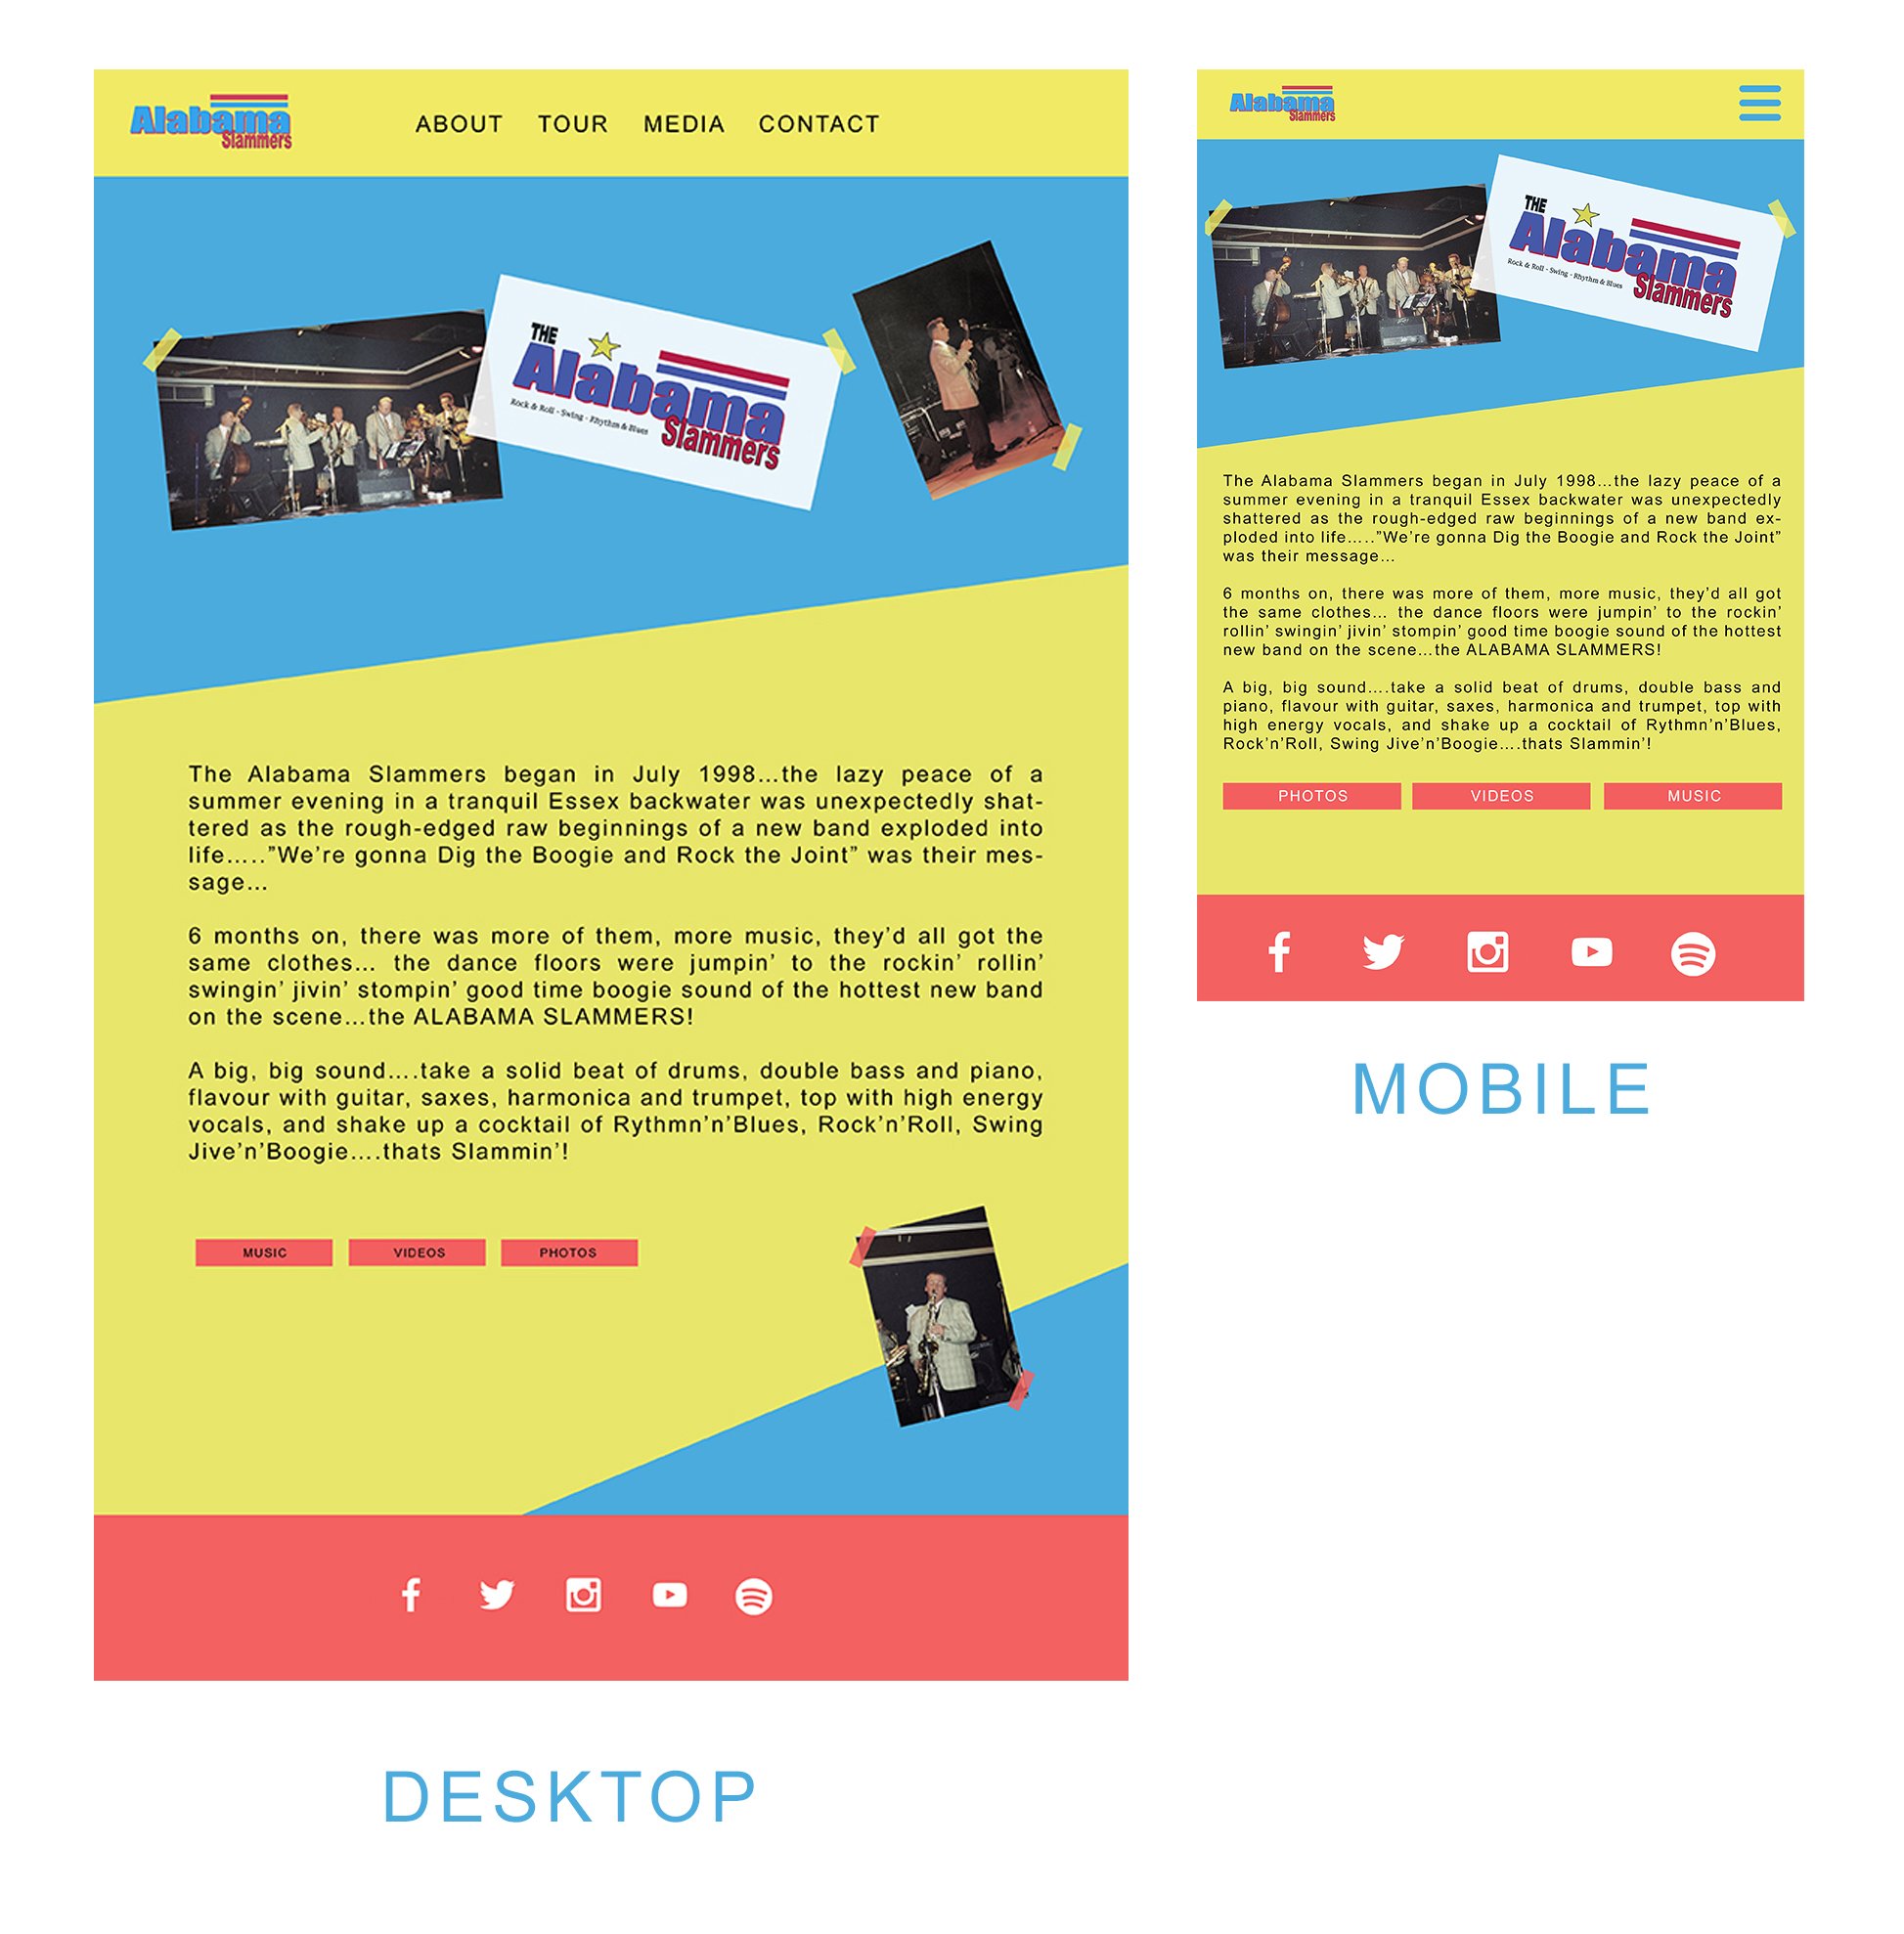 Alabama
Slammers
ABOUT TOUR MEDIA CONTACT
THE
Alabama
Rock & Roll - Swing - Rhythm & Blues
Slammers
The Alabama Slammers began in July 1998...the lazy peace of a
summer evening in a tranquil Essex backwater was unexpectedly shat-
tered as the rough-edged raw beginnings of a new band exploded into
life.....”We’re gonna Dig the Boogie and Rock the Joint” was their mes-
sage...
6 months on, there was more of them, more music, they’d all got the
same clothes... the dance floors were jumpin’ to the rockin’ rollin’
swingin’ jivin’ stompin’ good time boogie sound of the hottest new band
on the scene...the ALABAMA SLAMMERS!
A big, big sound....take a solid beat of drums, double bass and piano,
flavour with guitar, saxes, harmonica and trumpet, top with high energy
vocals, and shake up a cocktail of Rythmn’n’Blues, Rock’n’Roll, Swing
Jive’n’Boogie....thats Slammin’!
MUSIC VIDEOS PHOTOS
DESKTOP
Alabama
Slammers
THE
Alabama
Rock & Roll - Swing - Rhythm & Blues
Slammers
The Alabama Slammers began in July 1998...the lazy peace of a
summer evening in a tranquil Essex backwater was unexpectedly
shattered as the rough-edged raw beginnings of a new band ex-
ploded into life.....”We’re gonna Dig the Boogie and Rock the Joint”
was their message...
6 months on, there was more of them, more music, they’d all got
the same clothes... the dance floors were jumpin’ to the rockin’
rollin’ swingin’ jivin’ stompin’ good time boogie sound of the hottest
new band on the scene...the ALABAMA SLAMMERS!
A big, big sound....take a solid beat of drums, double bass and
piano, flavour with guitar, saxes, harmonica and trumpet, top with
high energy vocals, and shake up a cocktail of Rythmn’n’Blues,
Rock’n’Roll, Swing Jive’n’Boogie....thats Slammin’!
PHOTOS VIDEOS MUSIC
MOBILE